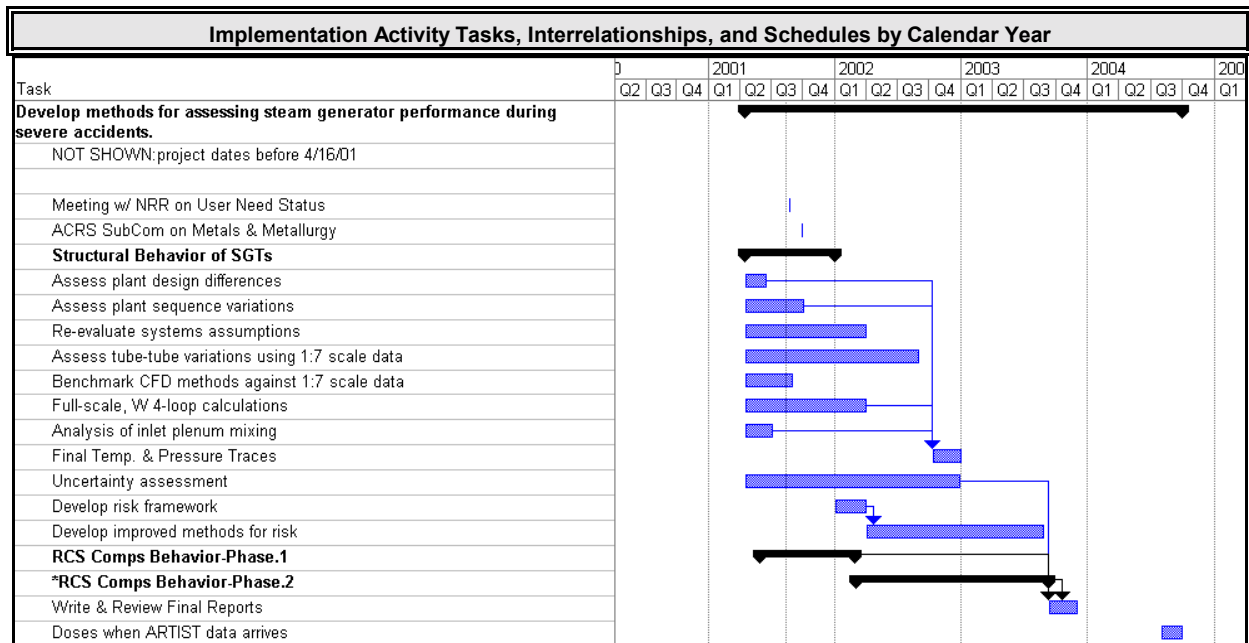 Implementation Activity Tasks, Interrelationships, and Schedules by Calendar Year
0 2001 2002 2003 2004 200
Task Q2 Q3 Q4 Q1 Q2 Q3 Q4 Q1 Q2 Q3 Q4 Q1 Q2 Q3 Q4 Q1 Q2 Q3 Q4 Q1
Develop methods for assessing steam generator performance during
severe accidents.
NOT SHOWN:project dates before 4/16/01
Meeting w/ NRR on User Need Status
ACRS SubCom on Metals & Metallurgy
Structural Behavior of SGTs
Assess plant design differences
Assess plant sequence variations
Re-evaluate systems assumptions
Assess tube-tube variations using 1:7 scale data
Benchmark CFD methods against 1:7 scale data
Full-scale, W 4-loop calculations
Analysis of inlet plenum mixing
Final Temp. & Pressure Traces
Uncertainty assessment
Develop risk framework
Develop improved methods for risk
RCS Comps Behavior-Phase.1
*RCS Comps Behavior-Phase.2
Write & Review Final Reports
Doses when ARTIST data arrives